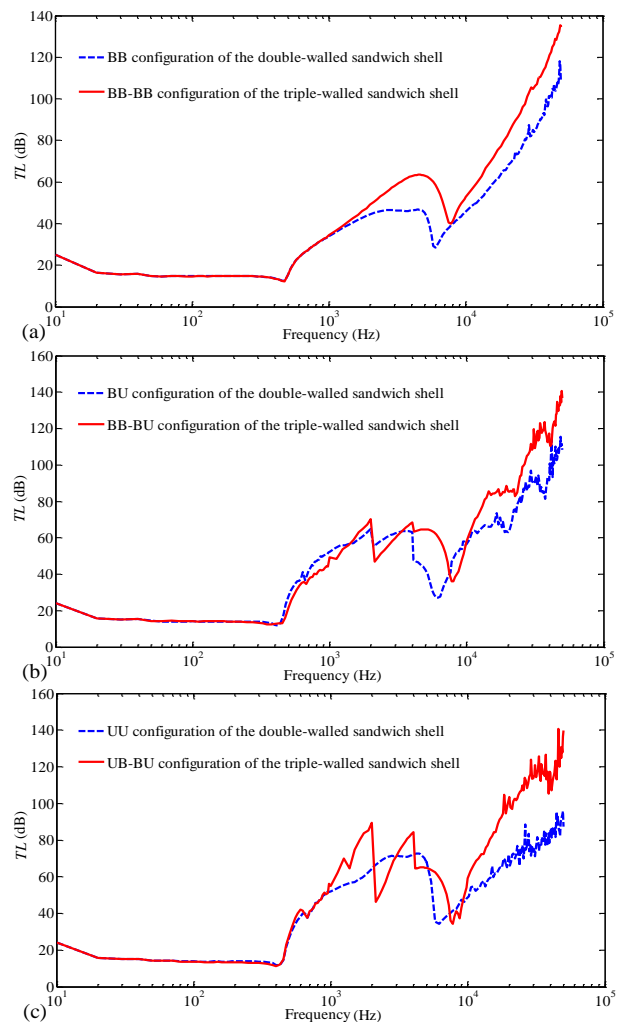 140
120
100
80
60
40
20
0
TL (dB)
BB configuration of the double-walled sandwich shell
BB-BB configuration of the triple-walled sandwich shell
10^1
10^2
10^3
10^4
10^5
(a)
Frequency (Hz)
160
140
120
100
80
60
40
20
0
TL (dB)
BU configuration of the double-walled sandwich shell
BB-BU configuration of the triple-walled sandwich shell
10^1
10^2
10^3
10^4
10^5
(b)
Frequency (Hz)
160
140
120
100
80
60
40
20
0
TL (dB)
UU configuration of the double-walled sandwich shell
UB-BU configuration of the triple-walled sandwich shell
10^1
10^2
10^3
10^4
10^5
(c)
Frequency (Hz)